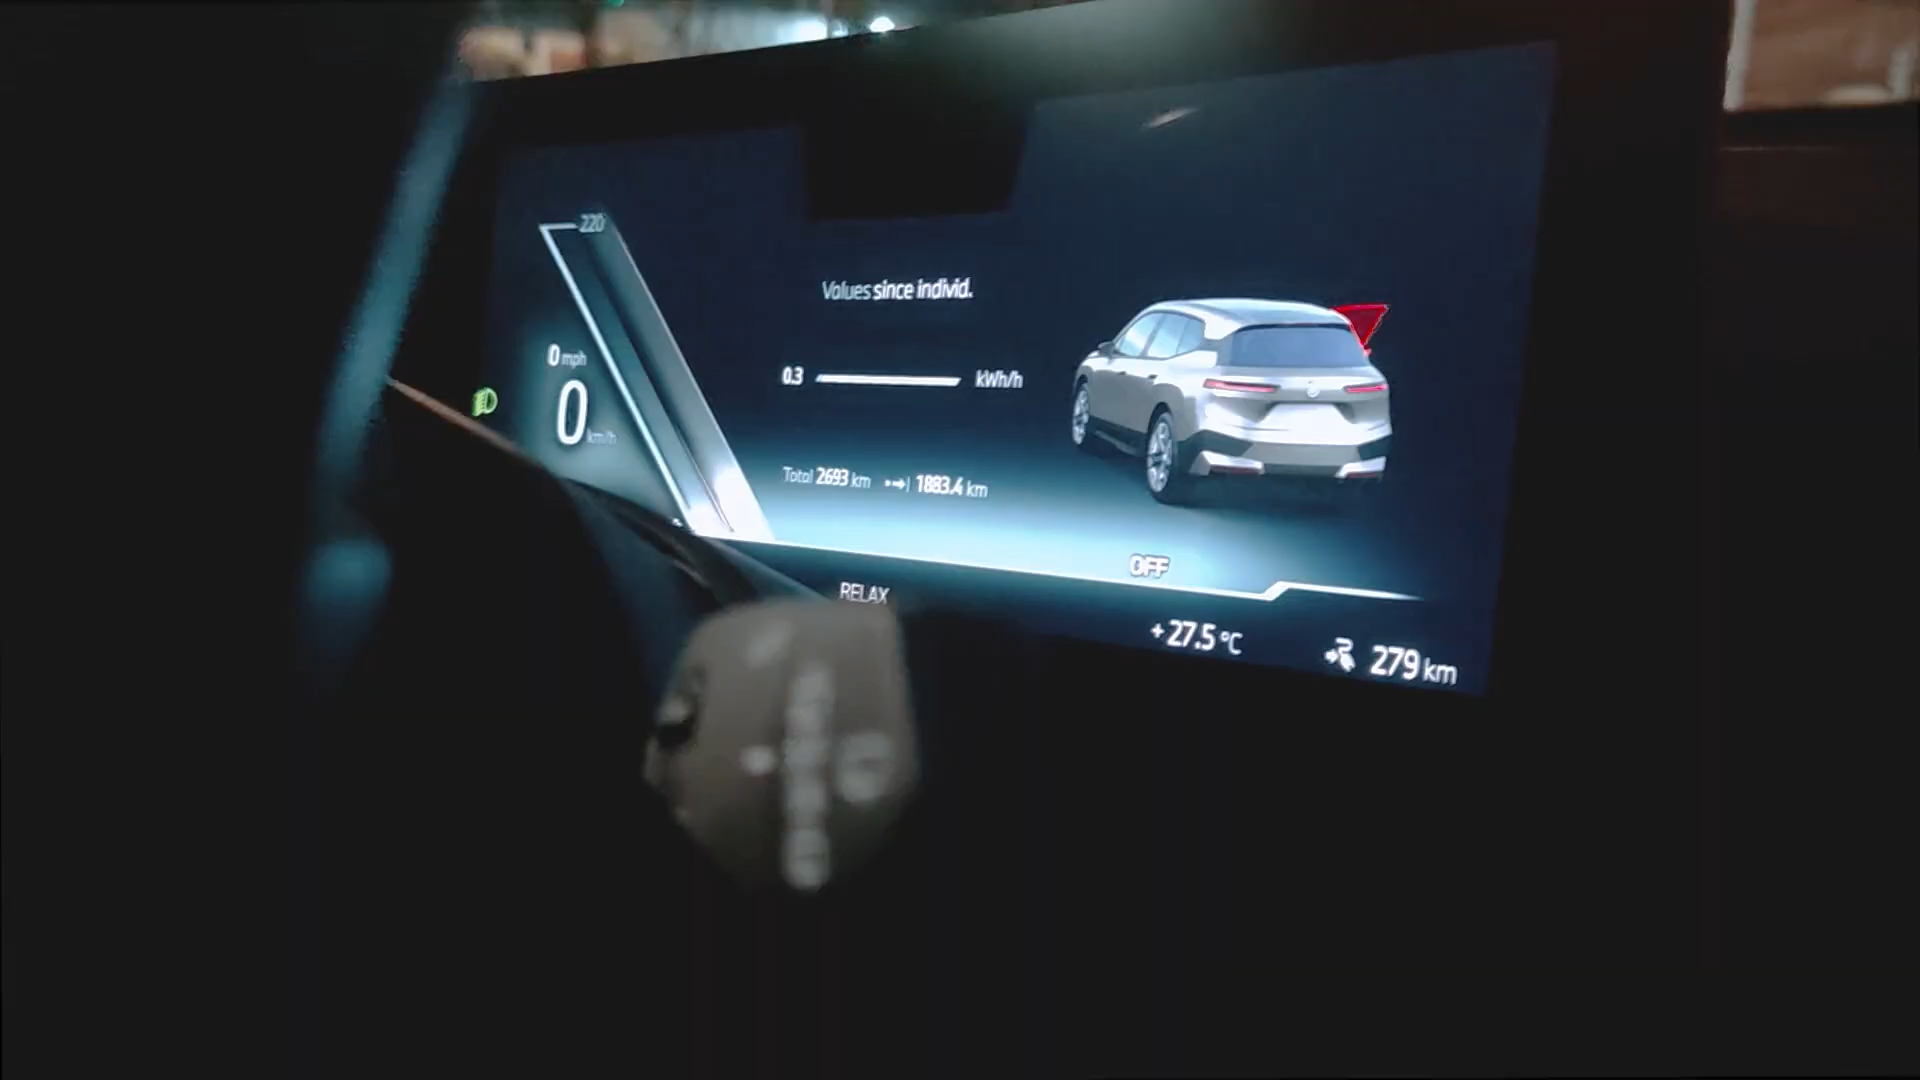 220
Values since individ.
0 mph
0.3 kWh/h
0 km/h
Total 2693 km 1883.4 km
OFF
RELAX
+27.5 °C
279 km